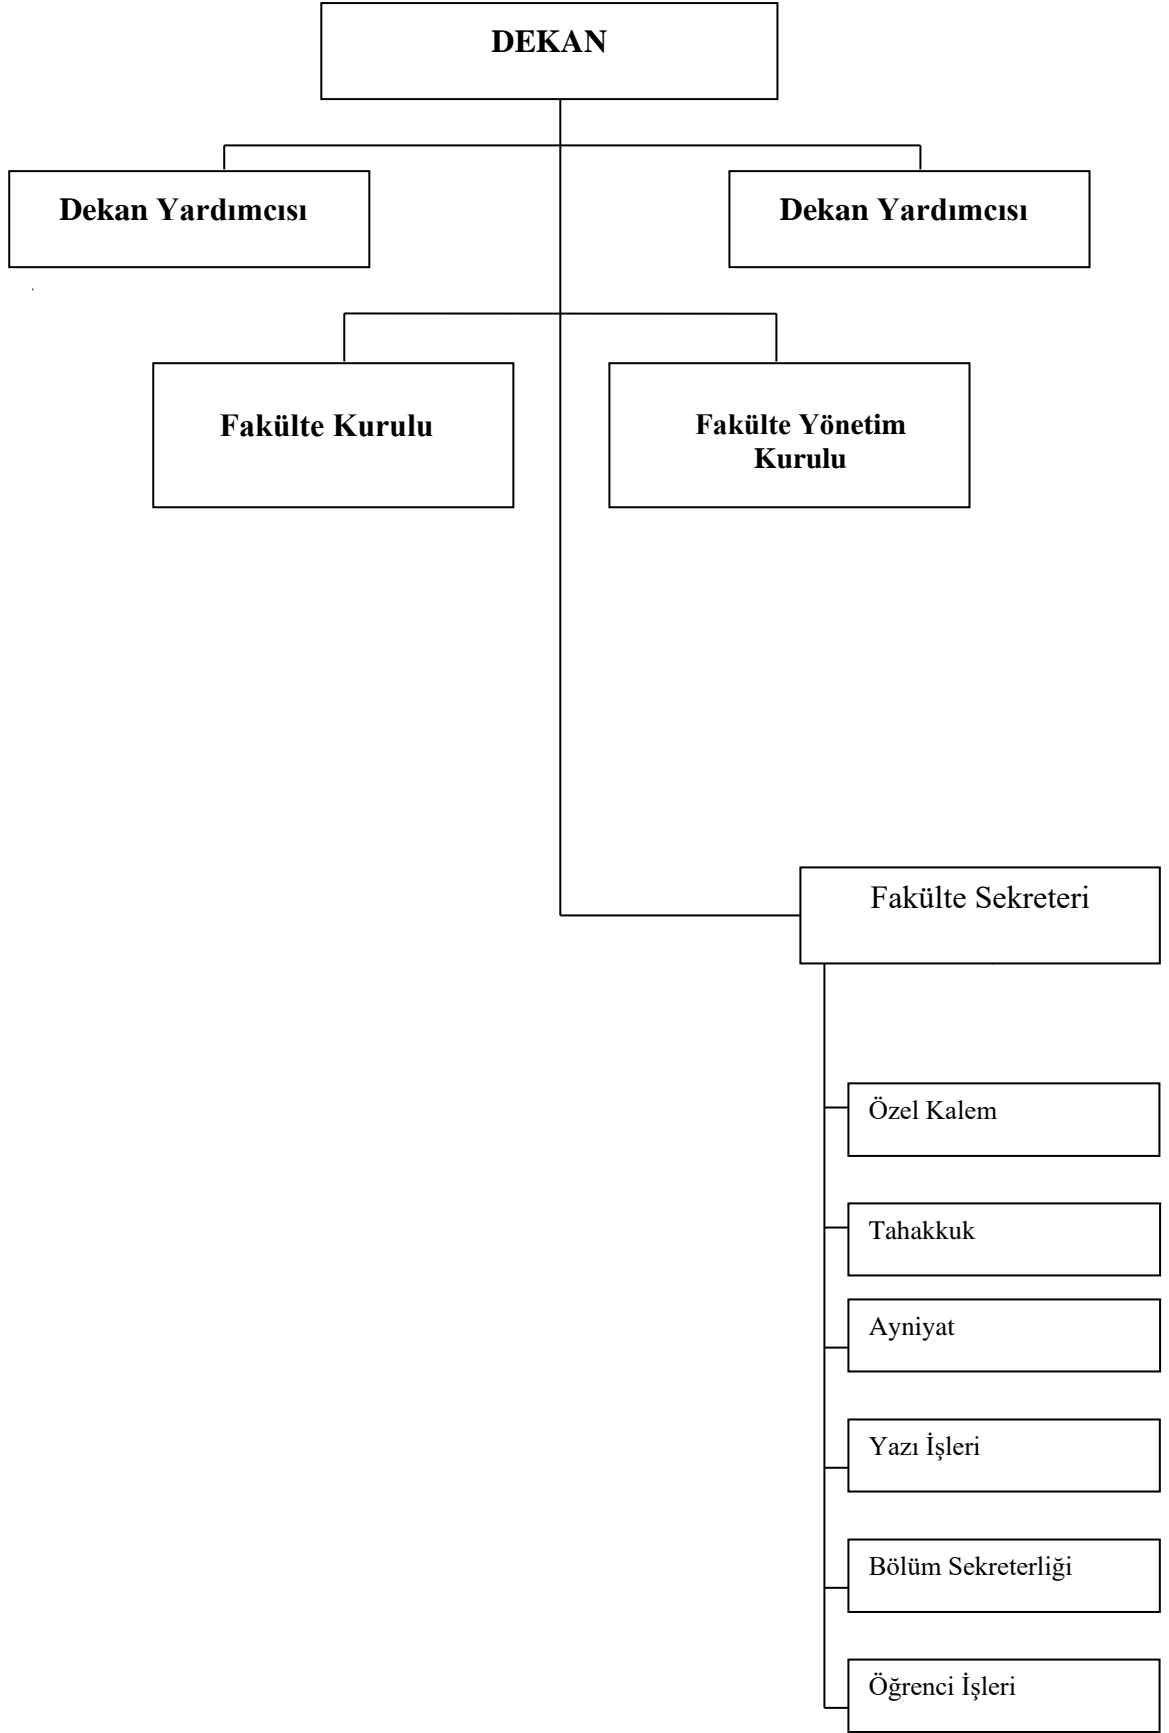 DEKAN
Dekan Yardımcısı
Dekan Yardımcısı
Fakülte Kurulu
Fakülte Yönetim
Kurulu
Fakülte Sekreteri
Özel Kalem
Tahakkuk
Ayniyat
Yazı İşleri
Bölüm Sekreterliği
Öğrenci İşleri